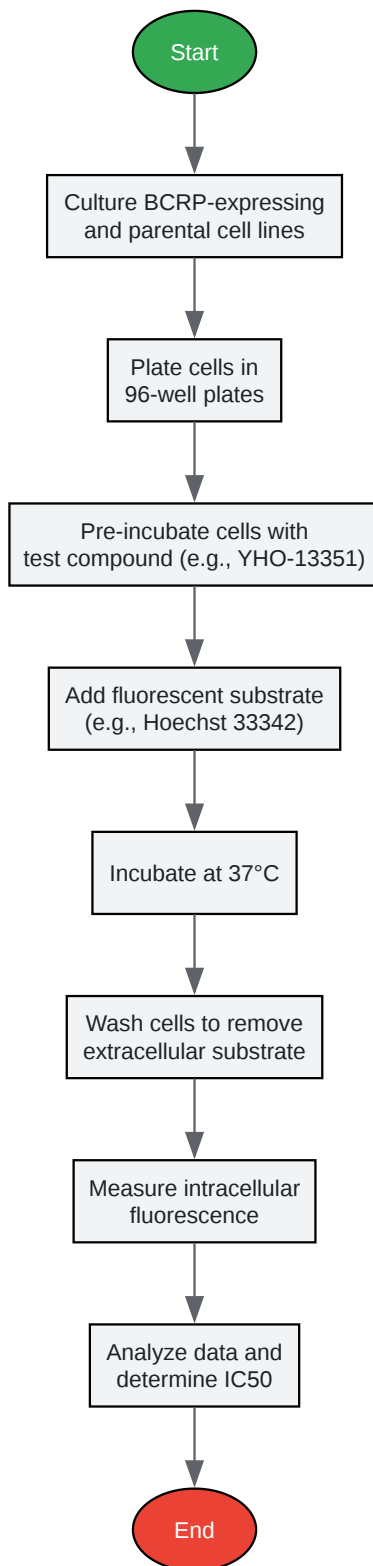 Start
Culture BCRP-expressing
and parental cell lines
Plate cells in
96-well plates
Pre-incubate cells with
test compound (e.g., YHO-13351)
Add fluorescent substrate
(e.g., Hoechst 33342)
Incubate at 37°C
Wash cells to remove
extracellular substrate
Measure intracellular
fluorescence
Analyze data and
determine IC50
End